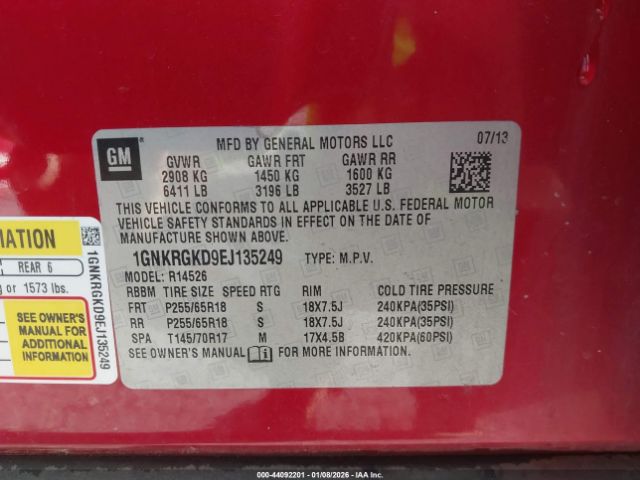 GM
MFD BY GENERAL MOTORS LLC 07/13
GVWR GAWR FRT GAWR RR
2908 KG 1450 KG 1600 KG
6411 LB 3196 LB 3527 LB
THIS VEHICLE CONFORMS TO ALL APPLICABLE U.S. FEDERAL MOTOR
VEHICLE SAFETY STANDARDS IN EFFECT ON THE DATE OF
MANUFACTURE SHOWN ABOVE.
1GNKRGKD9EJ135249 TYPE: M.P.V.
MODEL: R14526
RBBM TIRE SIZE SPEED RTG RIM COLD TIRE PRESSURE
FRT P255/65R18 S 18X7.5J 240KPA(35PSI)
RR P255/65R18 S 18X7.5J 240KPA(35PSI)
SPA T145/70R17 M 17X4.5B 420KPA(60PSI)
SEE OWNER'S MANUAL FOR MORE INFORMATION
MATION
REAR 6
g or 1573 lbs.
SEE OWNER'S
MANUAL FOR
ADDITIONAL
INFORMATION
1GNKRGKD9EJ135249
000-44092201 - 01/08/2026 - IAAI.COM